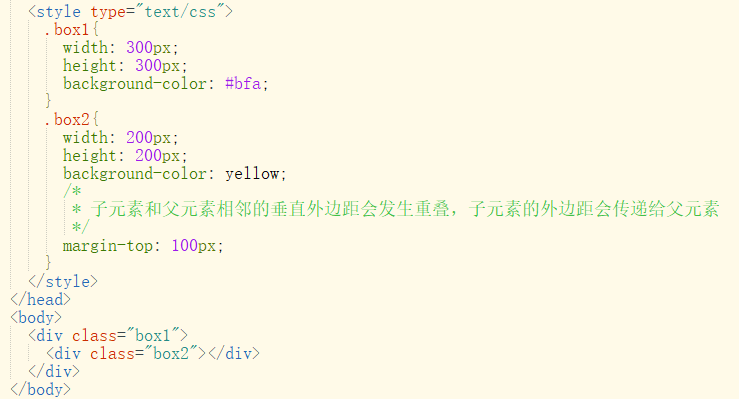 <style type="text/css">
.box1{
width: 300px;
height: 300px;
background-color: #bfa;
}
.box2{
width: 200px;
height: 200px;
background-color: yellow;
/*
* 子元素和父元素相邻的垂直外边距会发生重叠，子元素的外边距会传递给父元素
*/
margin-top: 100px;
}
</style>
</head>
<body>
<div class="box1">
<div class="box2"></div>
</div>
</body>